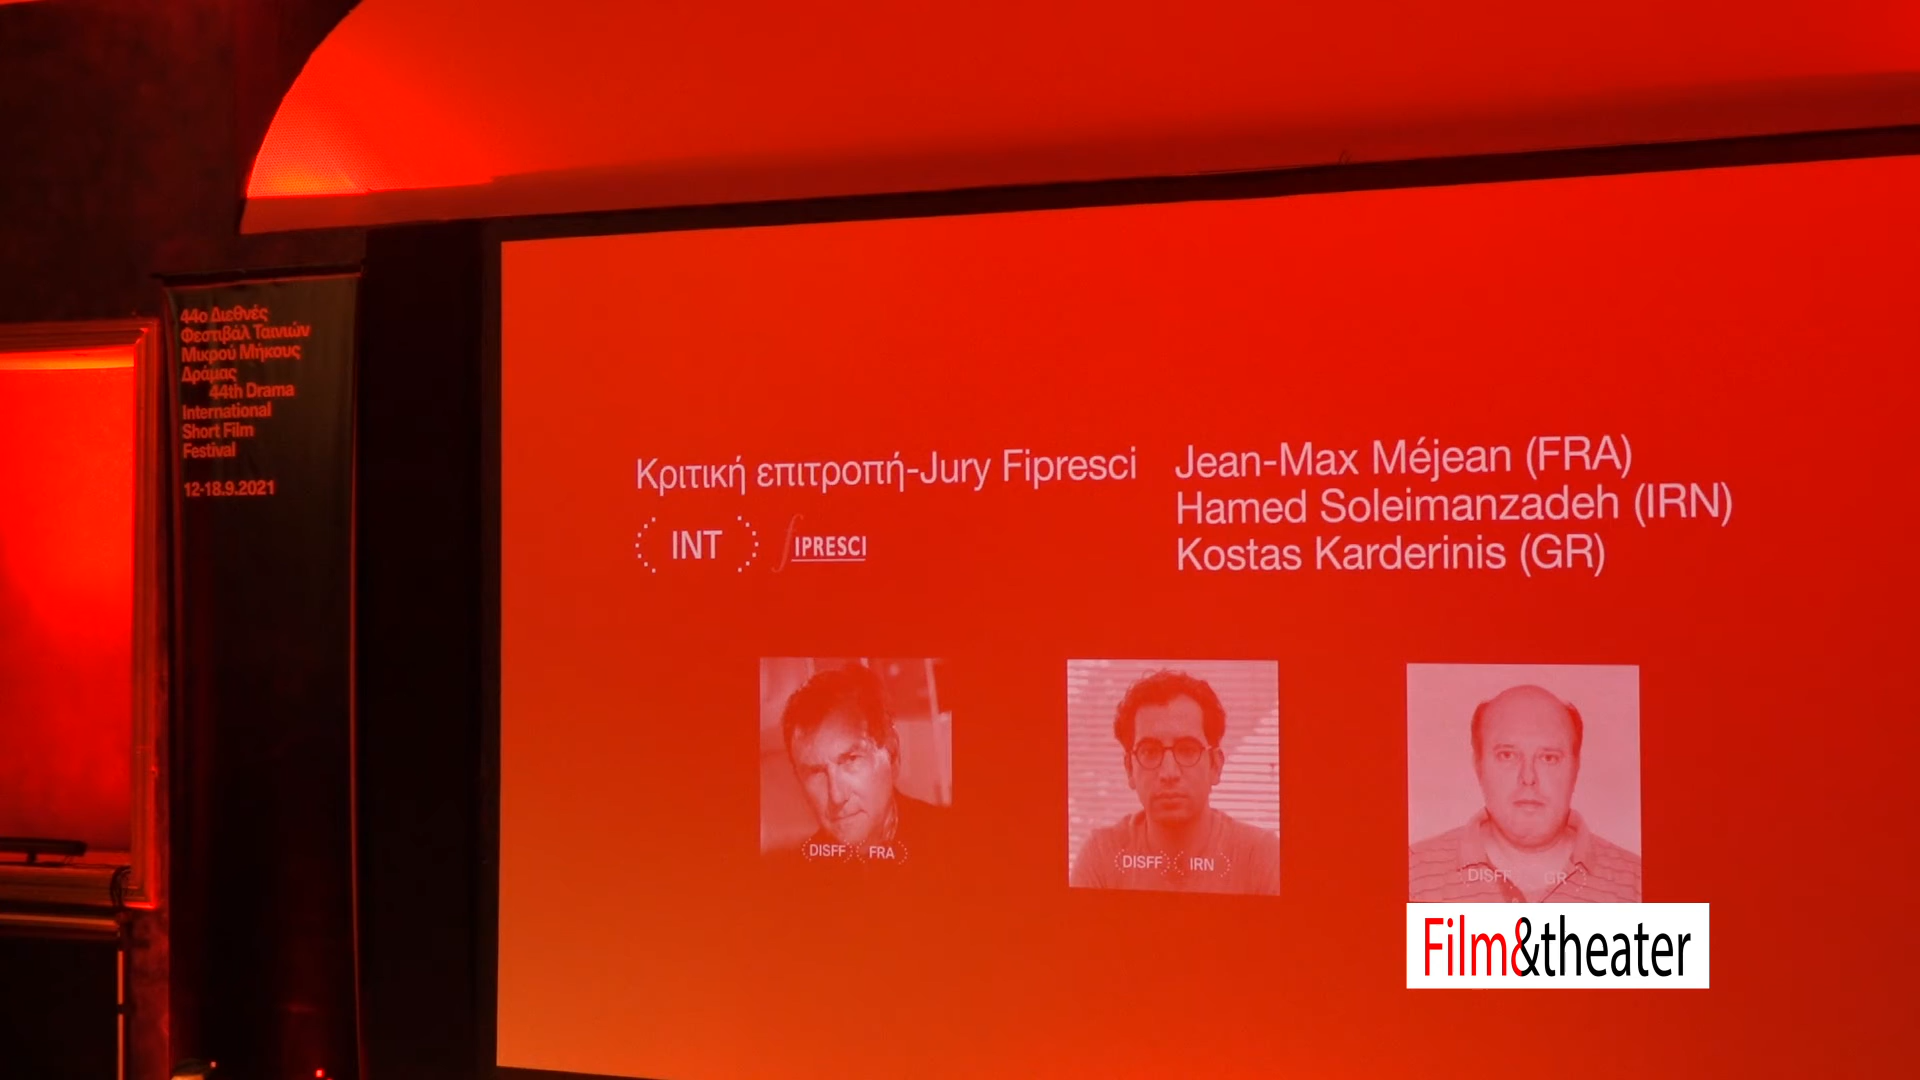 44ο Διεθνές
Φεστιβάλ Ταινιών
Μικρού Μήκους
Δράμας
44th Drama
International
Short Film
Festival
12-18.9.2021
Κριτική επιτροπή-Jury Fipresci
INT
fIPRESCI
Jean-Max Méjean (FRA)
Hamed Soleimanzadeh (IRN)
Kostas Karderinis (GR)
DISFF FRA
DISFF IRN
DISFF GR
Film&theater